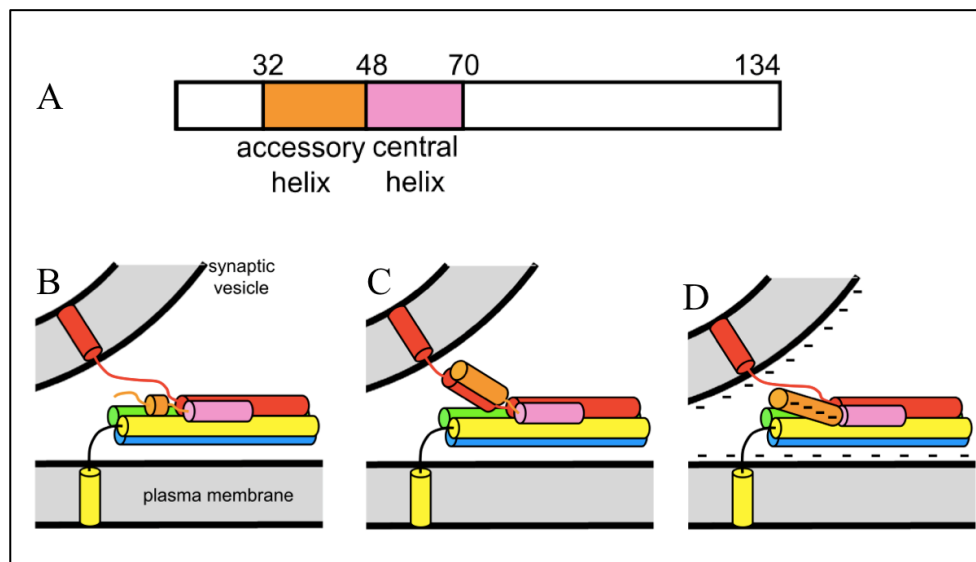 A
32 48 70 134
accessory central
helix helix
B
synaptic
vesicle
C
D
plasma membrane